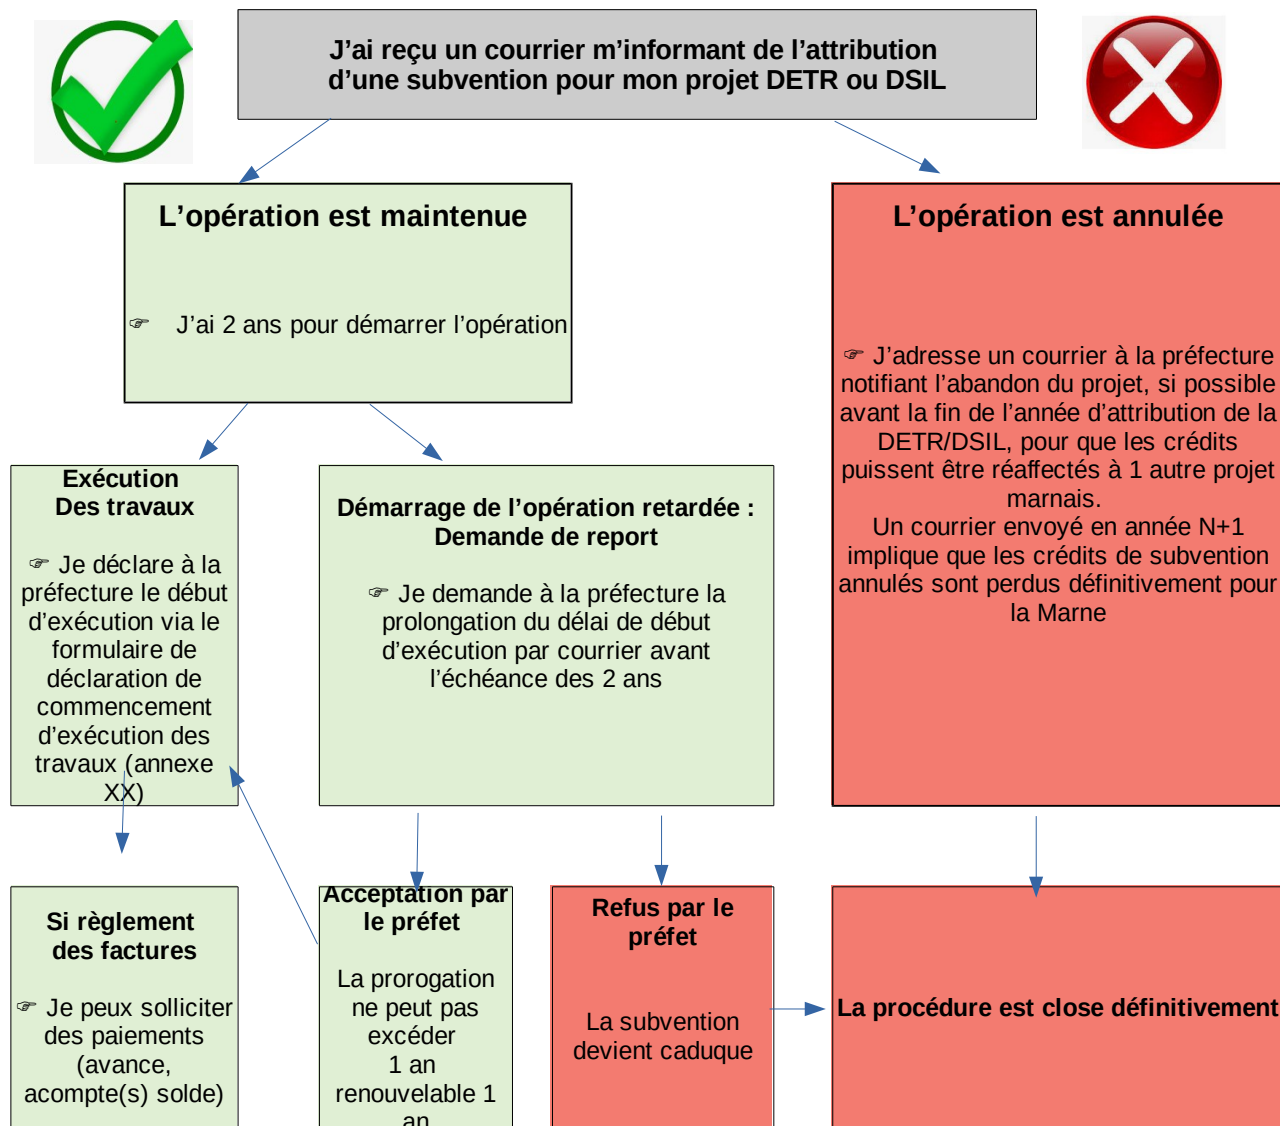 J’ai reçu un courrier m’informant de l’attribution
d’une subvention pour mon projet DETR ou DSIL
L’opération est maintenue
☞ J’ai 2 ans pour démarrer l’opération
L’opération est annulée
☞ J’adresse un courrier à la préfecture
notifiant l’abandon du projet, si possible
avant la fin de l’année d’attribution de la
DETR/DSIL, pour que les crédits
puissent être réaffectés à 1 autre projet
marnais.
Un courrier envoyé en année N+1
implique que les crédits de subvention
annulés sont perdus définitivement pour
la Marne
Exécution
Des travaux
☞ Je déclare à la
préfecture le début
d’exécution via le
formulaire de
déclaration de
commencement
d’exécution des
travaux (annexe
XX)
Démarrage de l’opération retardée :
Demande de report
☞ Je demande à la préfecture la
prolongation du délai de début
d’exécution par courrier avant
l’échéance des 2 ans
Si règlement
des factures
☞ Je peux solliciter
des paiements
(avance,
acompte(s) solde)
Acceptation par
le préfet
La prorogation
ne peut pas
excéder
1 an
renouvelable 1
an
Refus par le
préfet
La subvention
devient caduque
La procédure est close définitivement